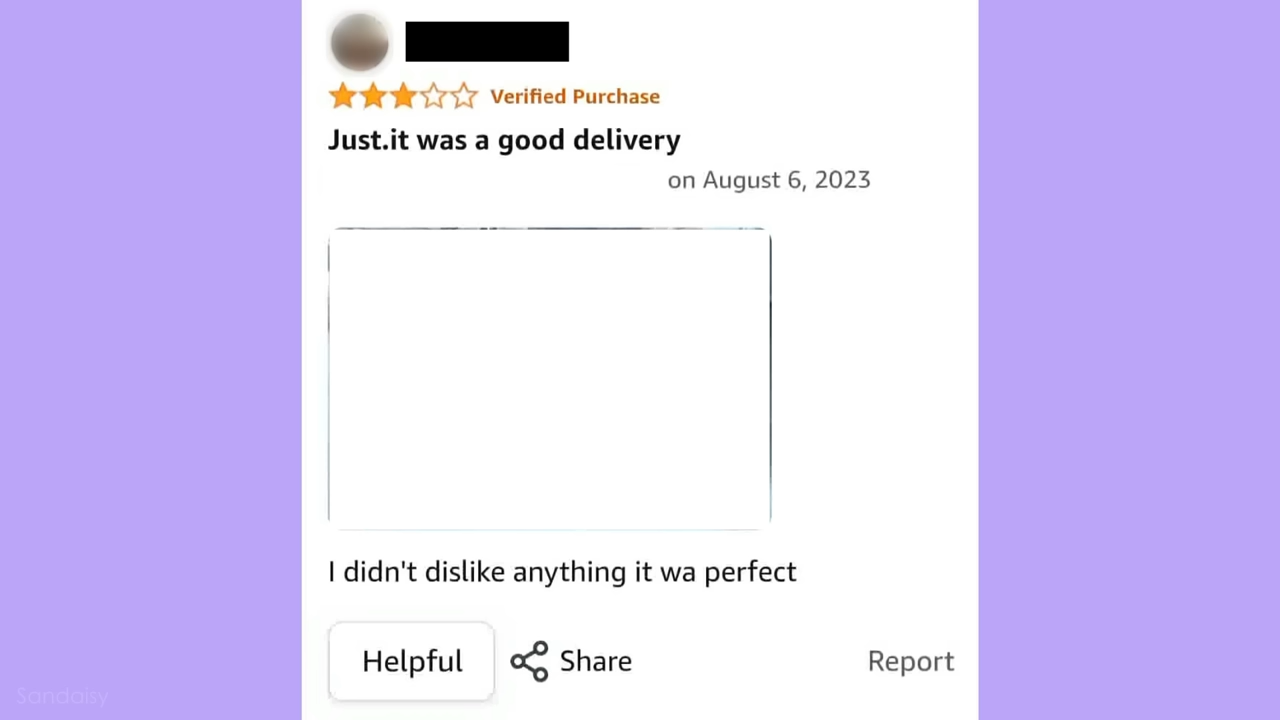 Verified Purchase
Just.it was a good delivery
on August 6, 2023
I didn't dislike anything it wa perfect
Helpful
Share
Report
Sandaisy